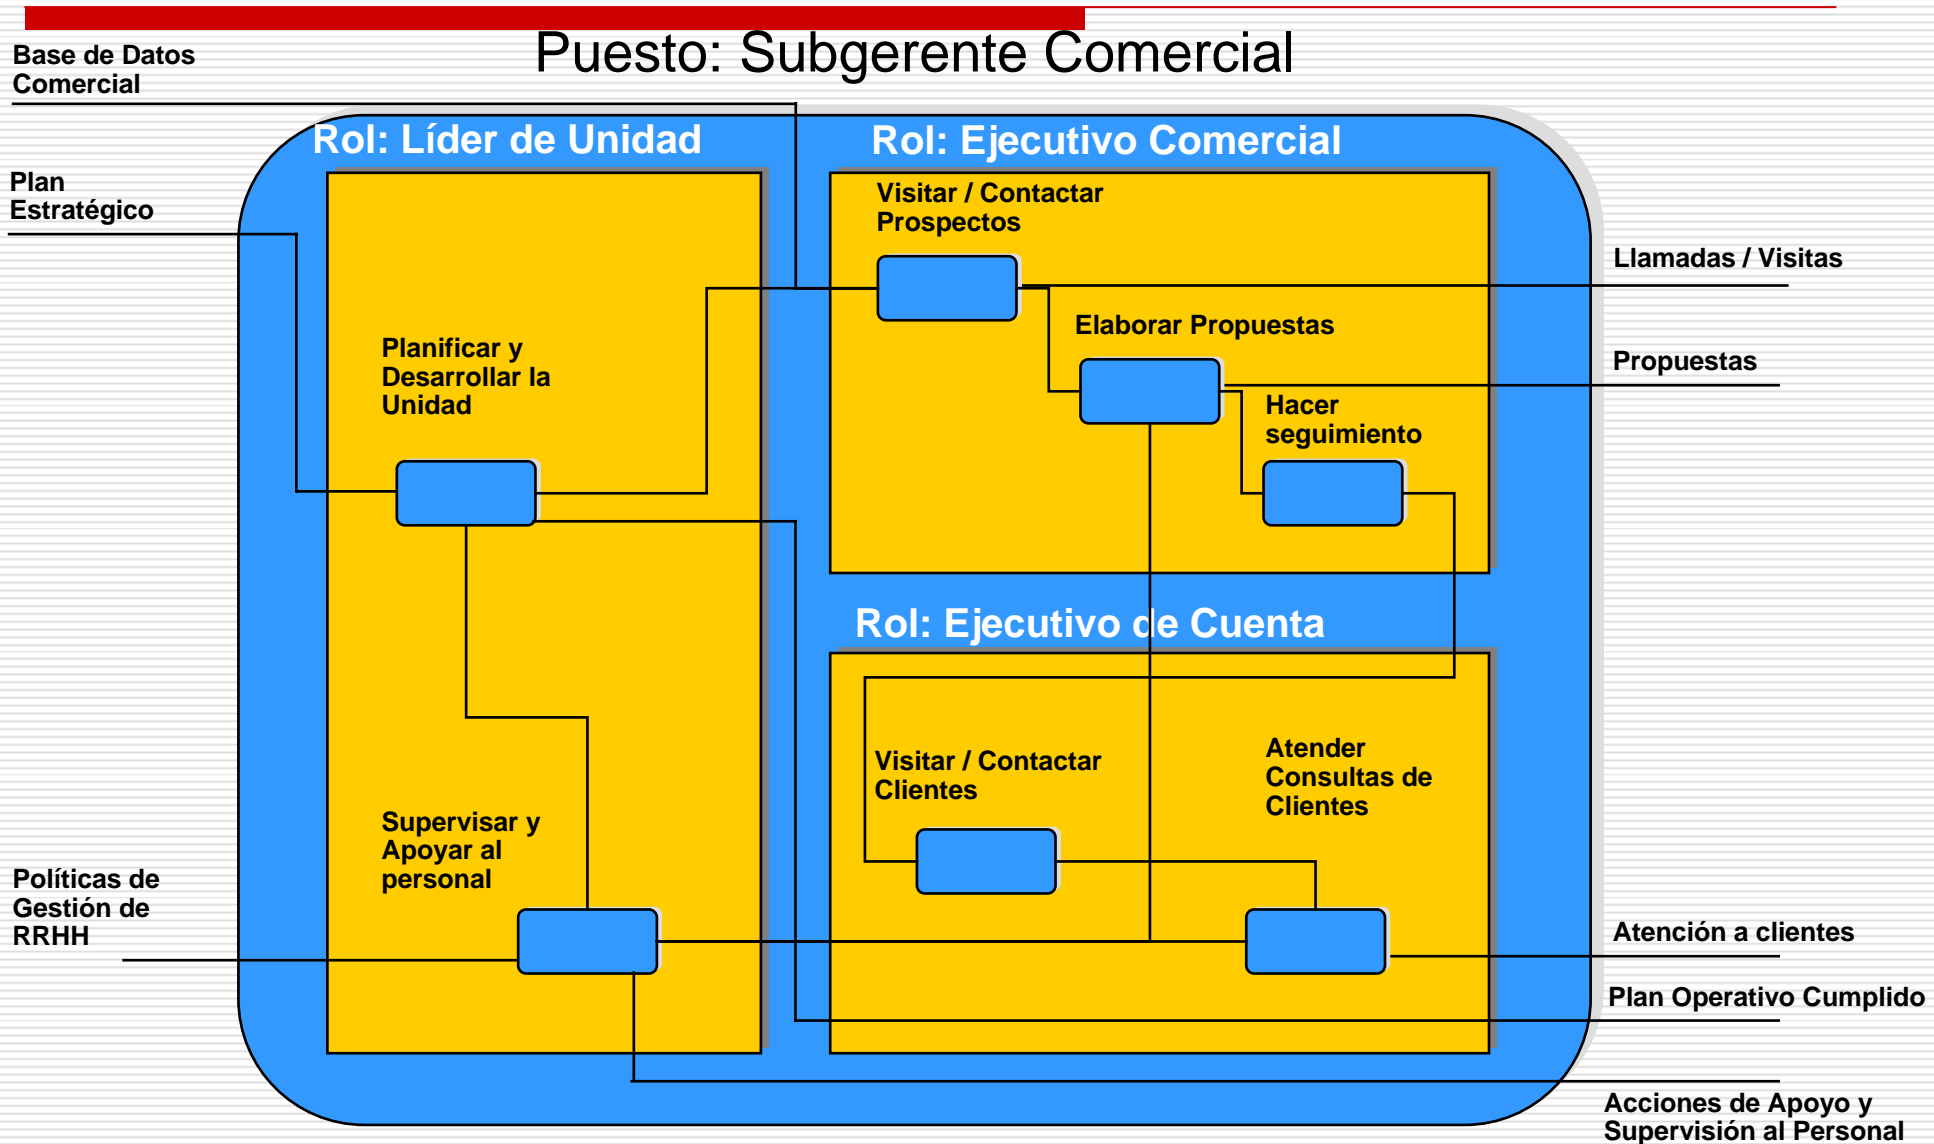 Puesto: Subgerente Comercial
Base de Datos
Comercial
Rol: Líder de Unidad
Rol: Ejecutivo Comercial
Plan
Estratégico
Visitar / Contactar
Prospectos
Llamadas / Visitas
Elaborar Propuestas
Planificar y
Desarrollar la
Unidad
Propuestas
Hacer
seguimiento
Rol: Ejecutivo de Cuenta
Visitar / Contactar
Clientes
Atender
Consultas de
Clientes
Supervisar y
Apoyar al
personal
Políticas de
Gestión de
RRHH
Atención a clientes
Plan Operativo Cumplido
Acciones de Apoyo y
Supervisión al Personal